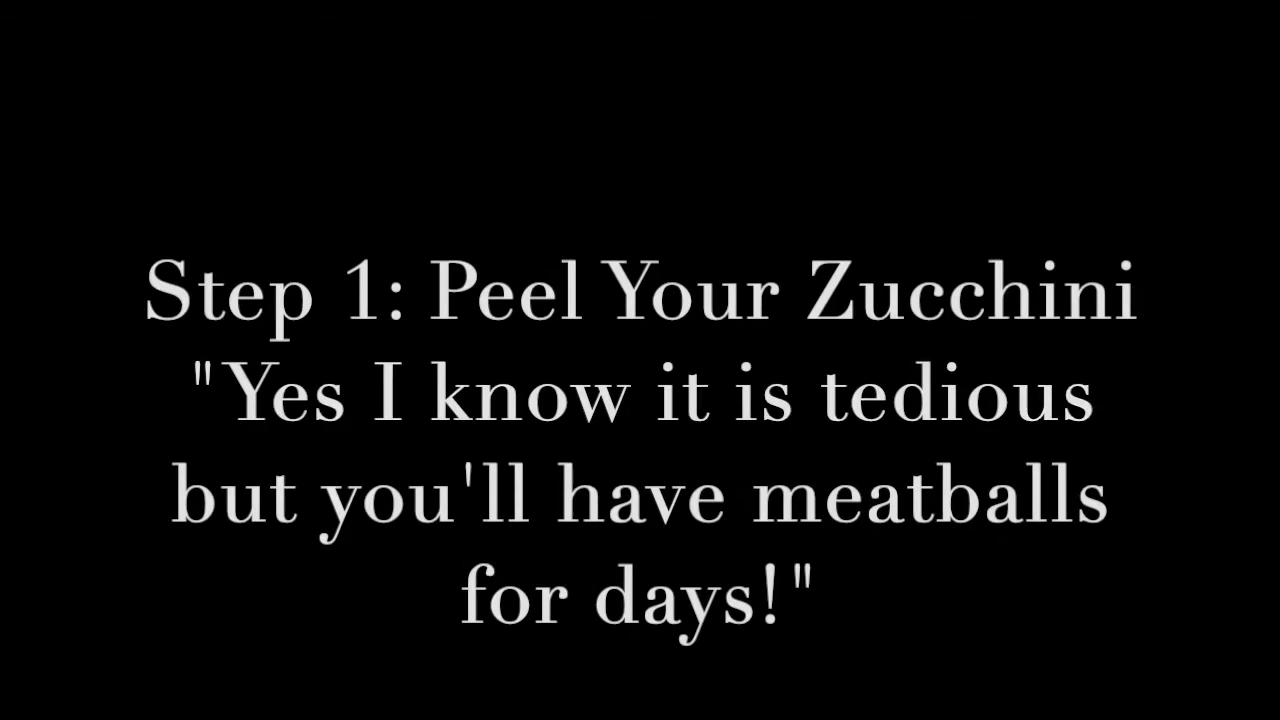 Step 1: Peel Your Zucchini
"Yes I know it is tedious
but you'll have meatballs
for days!"